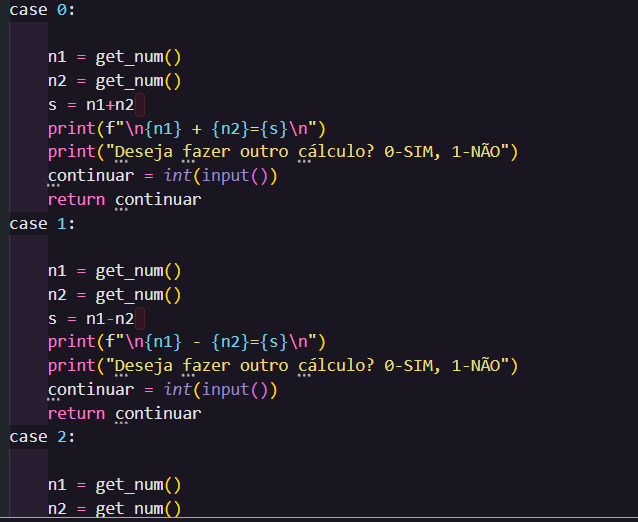 case 0:
n1 = get_num()
n2 = get_num()
s = n1+n2
print(f"\n{n1} + {n2}={s}\n")
print("Deseja fazer outro cálculo? 0-SIM, 1-NÃO")
continuar = int(input())
return continuar
case 1:
n1 = get_num()
n2 = get_num()
s = n1-n2
print(f"\n{n1} - {n2}={s}\n")
print("Deseja fazer outro cálculo? 0-SIM, 1-NÃO")
continuar = int(input())
return continuar
case 2:
n1 = get_num()
n2 = get_num()